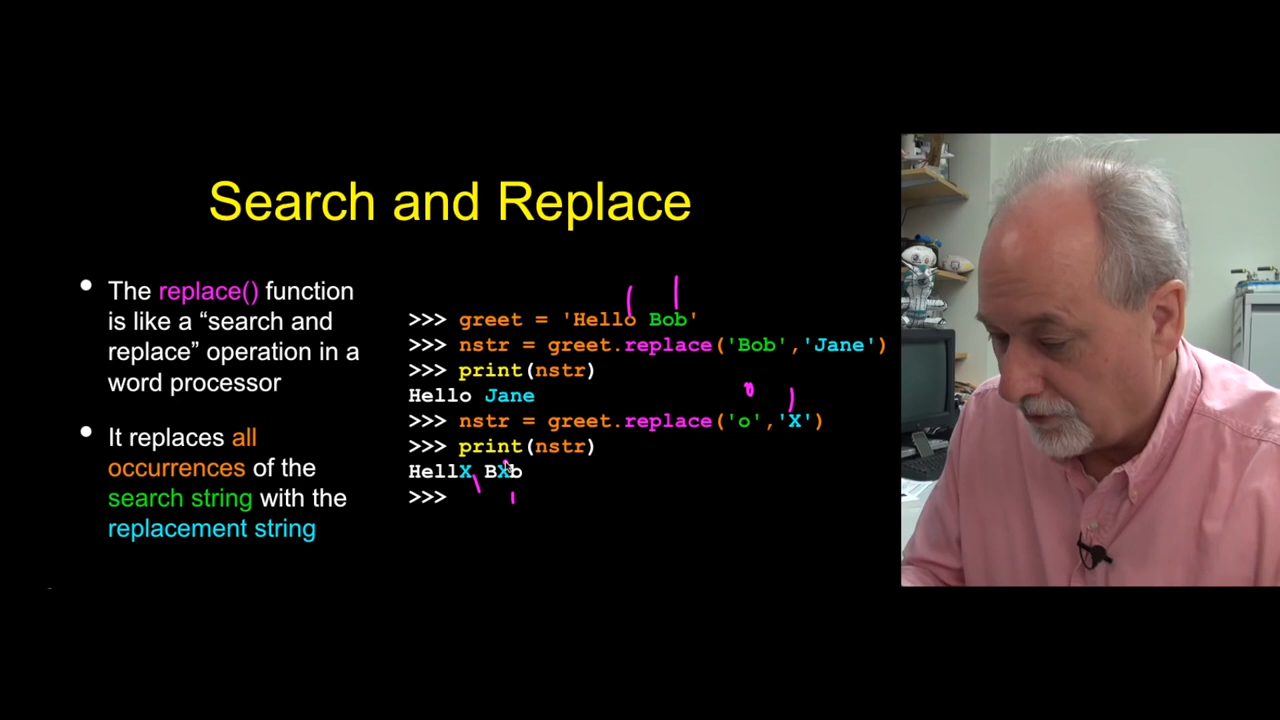 Search and Replace
• The replace() function
is like a “search and
replace” operation in a
word processor
• It replaces all
occurrences of the
search string with the
replacement string
>>> greet = 'Hello Bob'
>>> nstr = greet.replace('Bob','Jane')
>>> print(nstr)
Hello Jane
>>> nstr = greet.replace('o','X')
>>> print(nstr)
HellX BXb
>>>